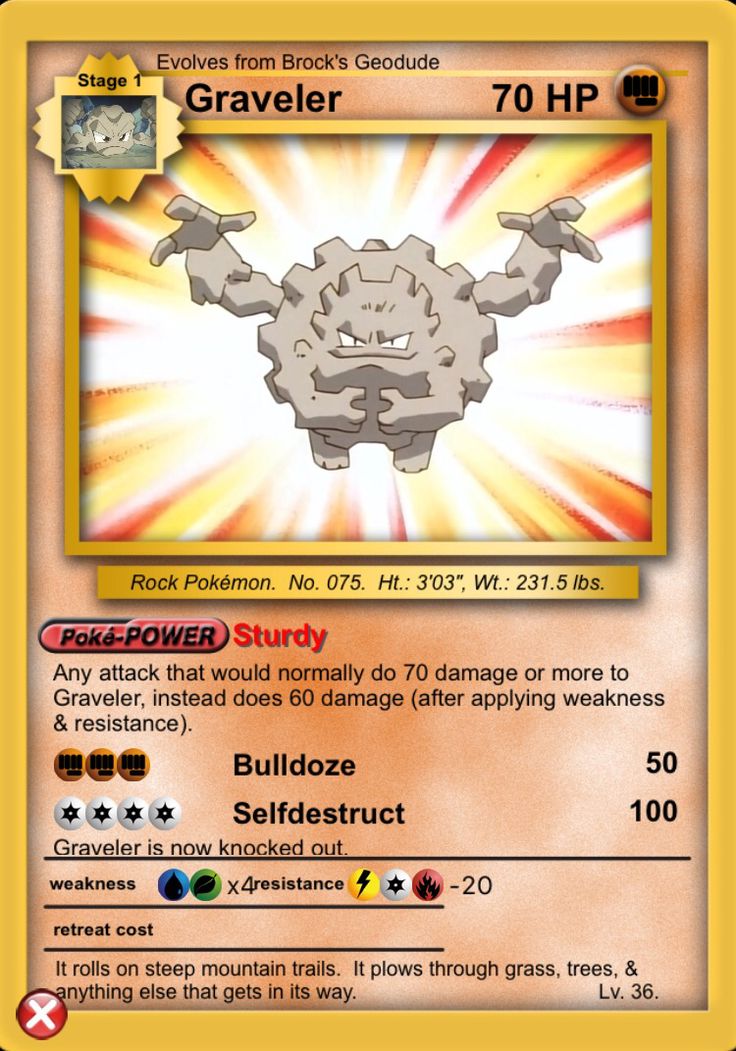 Evolves from Brock's Geodude
Stage 1
Graveler 70 HP
Rock Pokémon. No. 075. Ht.: 3'03", Wt.: 231.5 lbs.
Poké-POWER Sturdy
Any attack that would normally do 70 damage or more to
Graveler, instead does 60 damage (after applying weakness
& resistance).
Bulldoze 50
Selfdestruct 100
Graveler is now knocked out.
weakness x4 resistance -20
retreat cost
It rolls on steep mountain trails. It plows through grass, trees, &
anything else that gets in its way. Lv. 36.